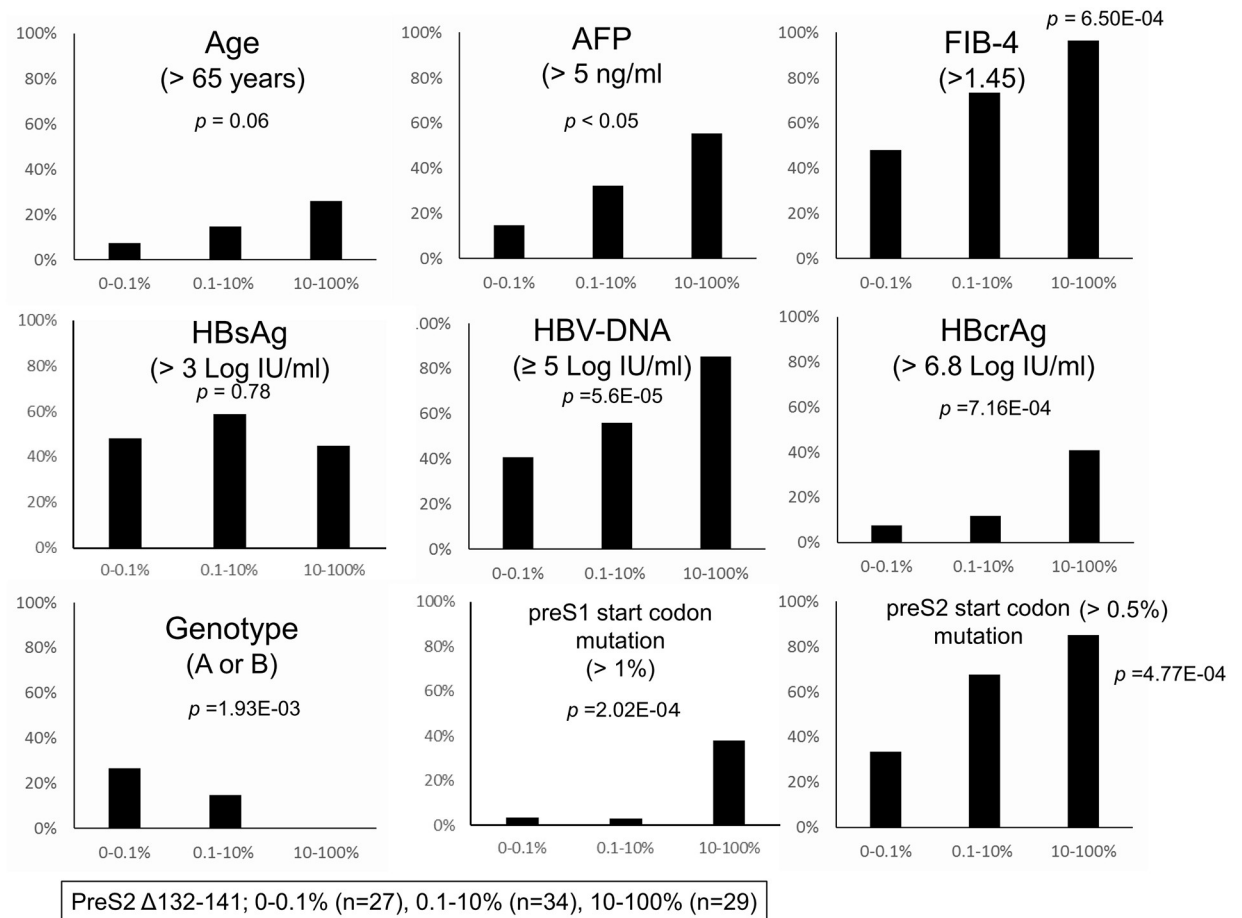 Age
(> 65 years)
p = 0.06
100%
80%
60%
40%
20%
0%
0-0.1% 0.1-10% 10-100%
AFP
(> 5 ng/ml
p < 0.05
100%
80%
60%
40%
20%
0%
0-0.1% 0.1-10% 10-100%
FIB-4
(>1.45)
p = 6.50E-04
100%
80%
60%
40%
20%
0%
0-0.1% 0.1-10% 10-100%
HBsAg
(> 3 Log IU/ml)
p = 0.78
100%
80%
60%
40%
20%
0%
0-0.1% 0.1-10% 10-100%
HBV-DNA
(≥ 5 Log IU/ml)
p =5.6E-05
.00%
80%
60%
40%
20%
0%
0-0.1% 0.1-10% 10-100%
HBcrAg
(> 6.8 Log IU/ml)
p =7.16E-04
100%
80%
60%
40%
20%
0%
0-0.1% 0.1-10% 10-100%
Genotype
(A or B)
p =1.93E-03
100%
80%
60%
40%
20%
0%
0-0.1% 0.1-10% 10-100%
preS1 start codon
mutation
(> 1%)
p =2.02E-04
100%
80%
60%
40%
20%
0%
0-0.1% 0.1-10% 10-100%
preS2 start codon (> 0.5%)
mutation
p =4.77E-04
100%
80%
60%
40%
20%
0%
0-0.1% 0.1-10% 10-100%
PreS2 Δ132-141; 0-0.1% (n=27), 0.1-10% (n=34), 10-100% (n=29)